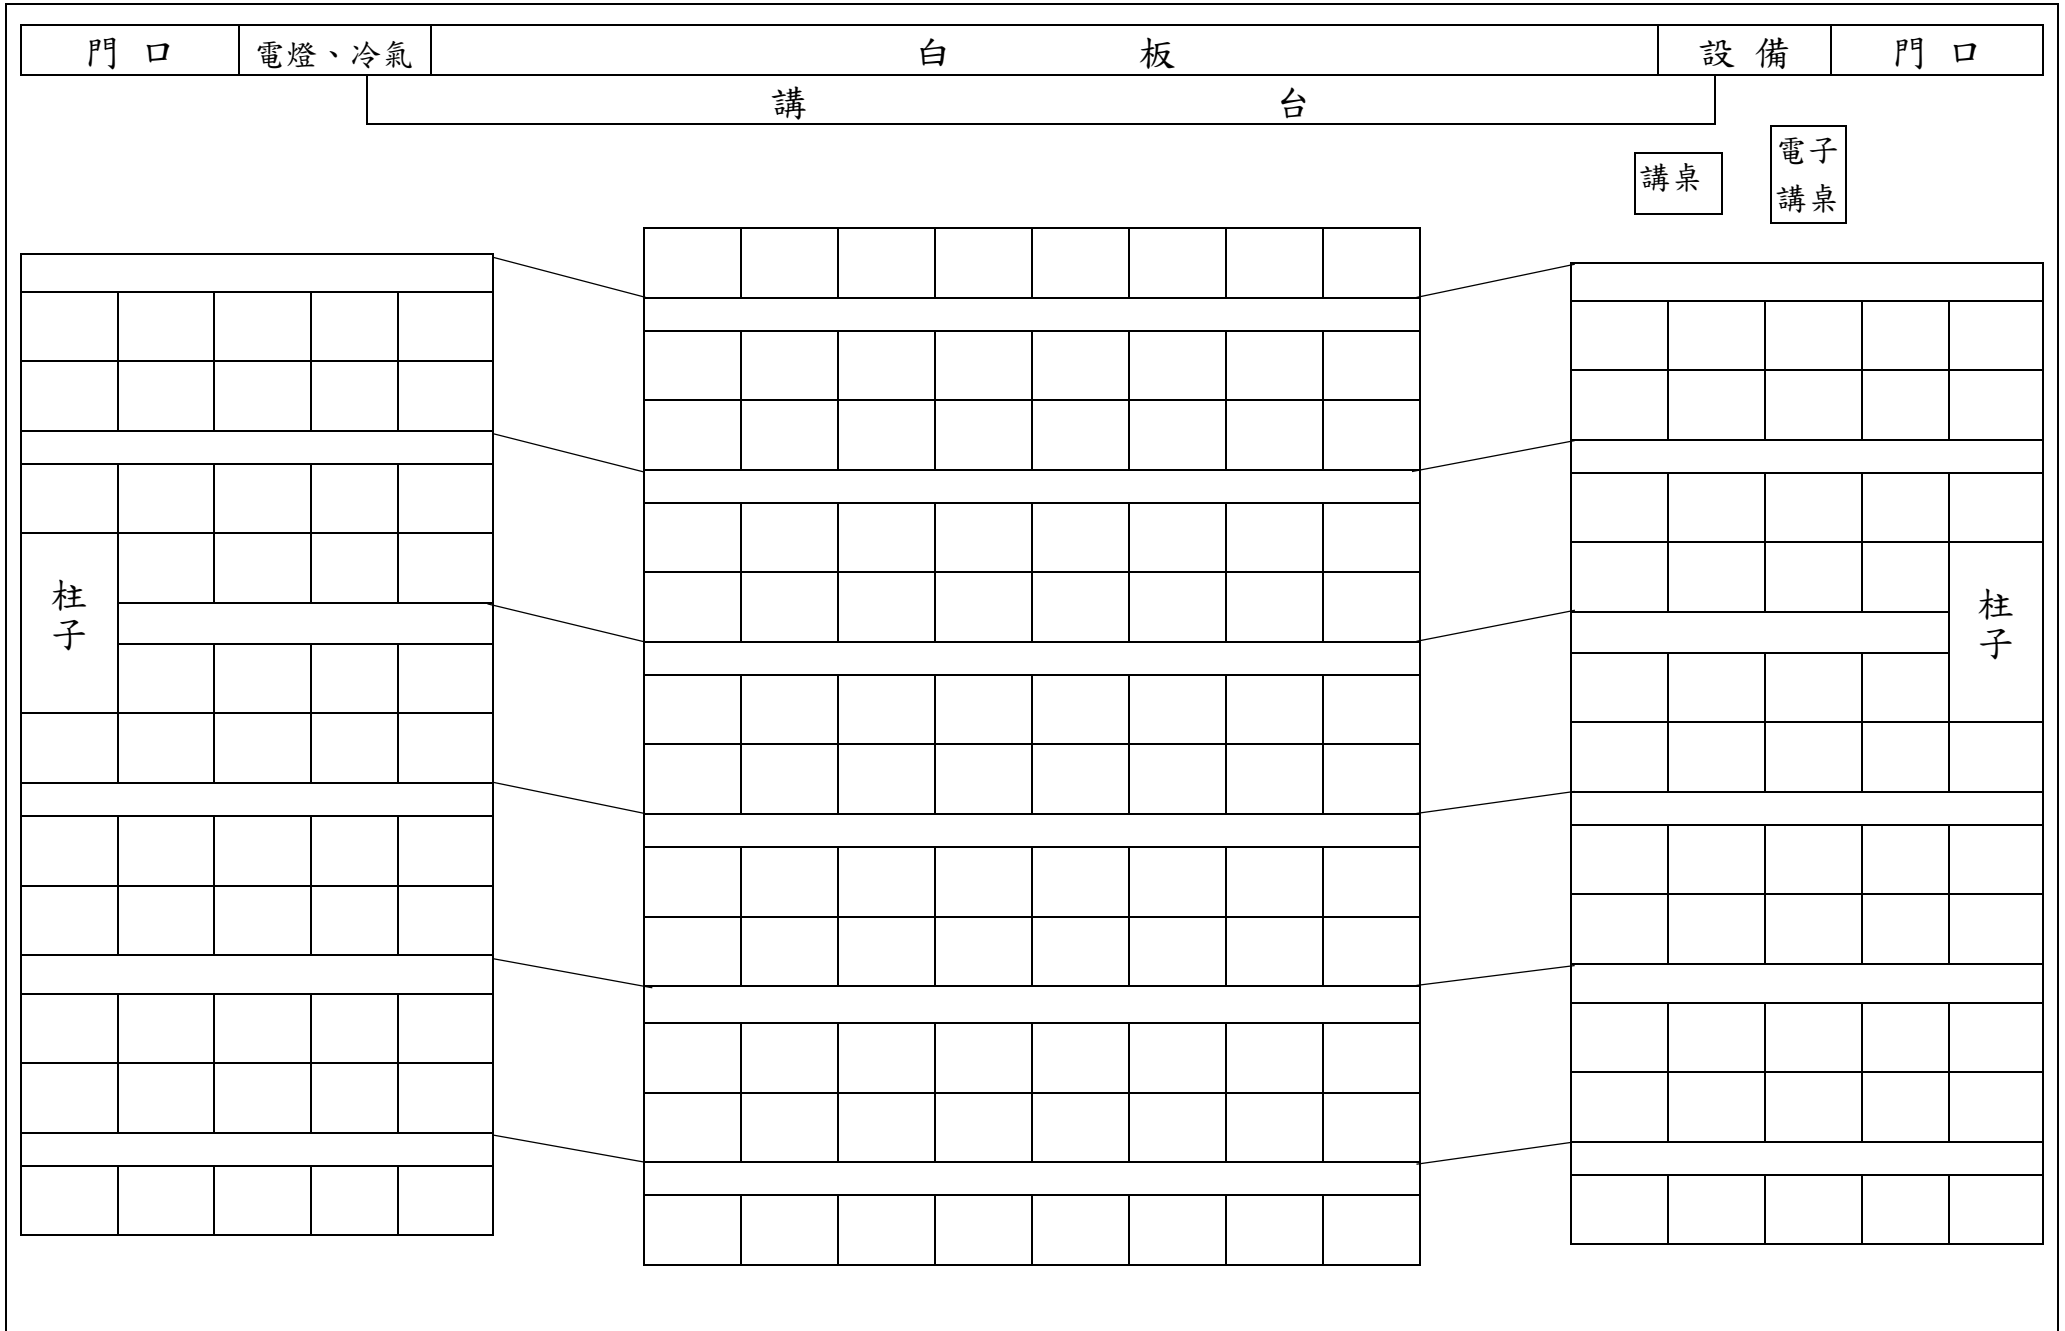 門 口 電燈、冷氣 白 板 設 備 門 口
講 台
講桌
電子
講桌
柱
子
柱
子